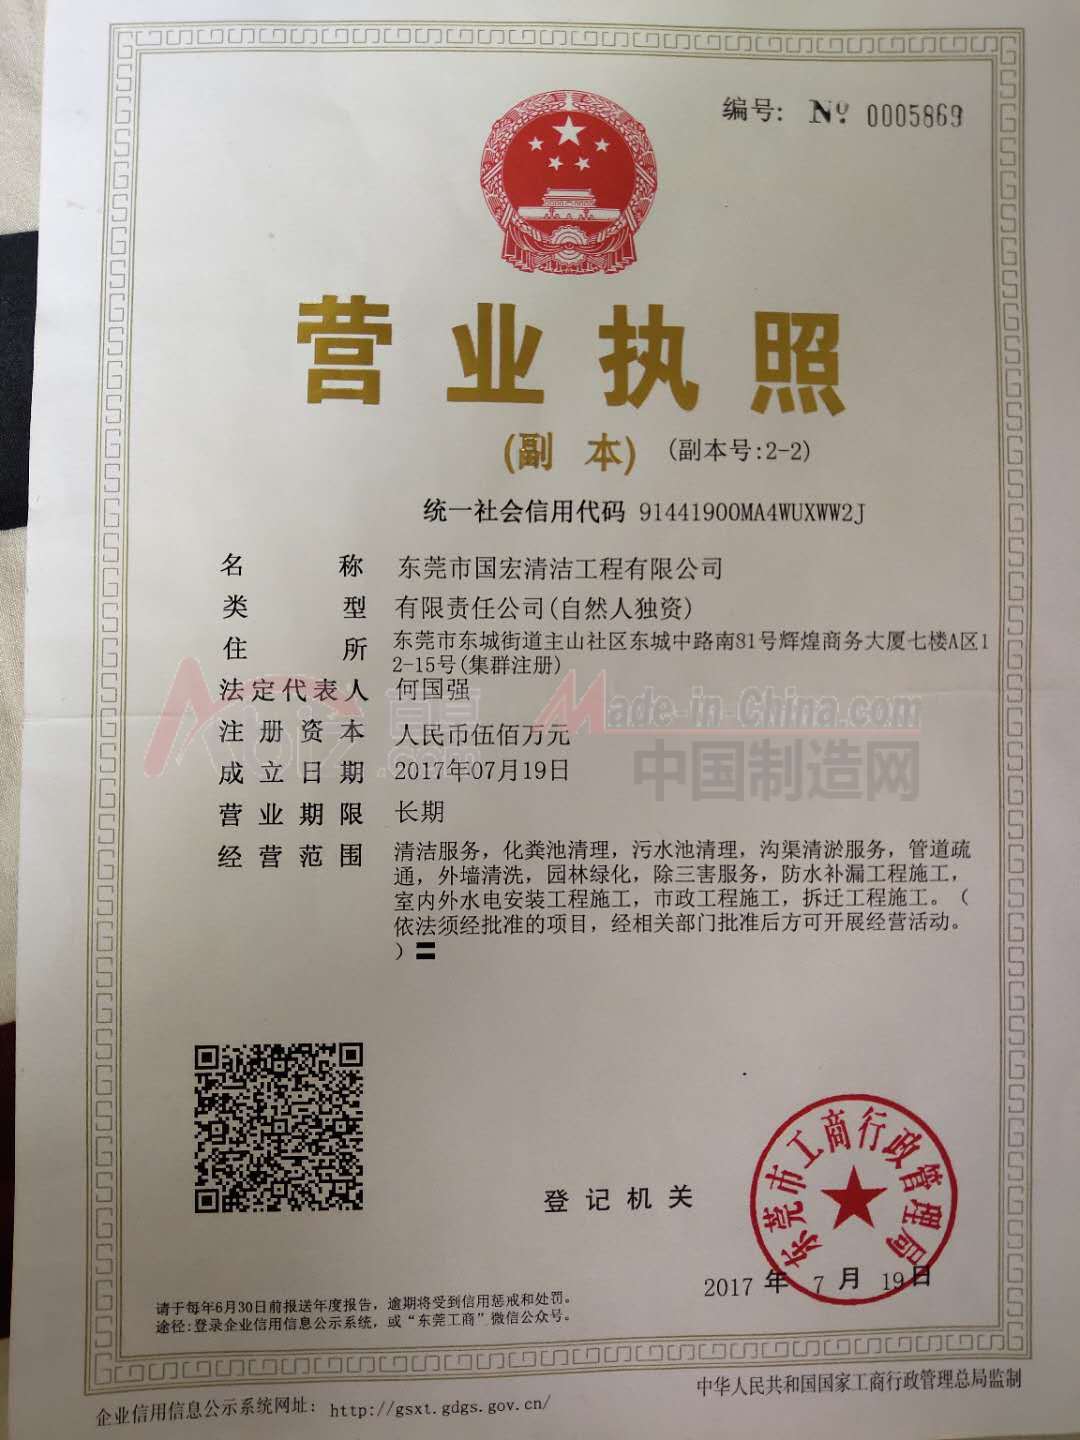 编号: Nº 0005869
营业执照
(副本) (副本号:2-2)
统一社会信用代码 91441900MA4WUXWW2J
名称 东莞市国宏清洁工程有限公司
类型 有限责任公司(自然人独资)
住所 东莞市东城街道主山社区东城中路南81号辉煌商务大厦七楼A区1
2-15号(集群注册)
法定代表人 何国强
注册资本 人民币伍佰万元
成立日期 2017年07月19日
营业期限 长期
经营范围 清洁服务，化粪池清理，污水池清理，沟渠清淤服务，管道疏
通，外墙清洗，园林绿化，除三害服务，防水补漏工程施工，
室内外水电安装工程施工，市政工程施工，拆迁工程施工。（
依法须经批准的项目，经相关部门批准后方可开展经营活动。
）〓
Made-in-China.com
中国制造网
登记机关
东莞市工商行政管理局
2017年7月19日
请于每年6月30日前报送年度报告，逾期将受到信用惩戒和处罚。
途径:登录企业信用信息公示系统，或“东莞工商”微信公众号。
企业信用信息公示系统网址: http://gsxt.gdgs.gov.cn/
中华人民共和国国家工商行政管理总局监制